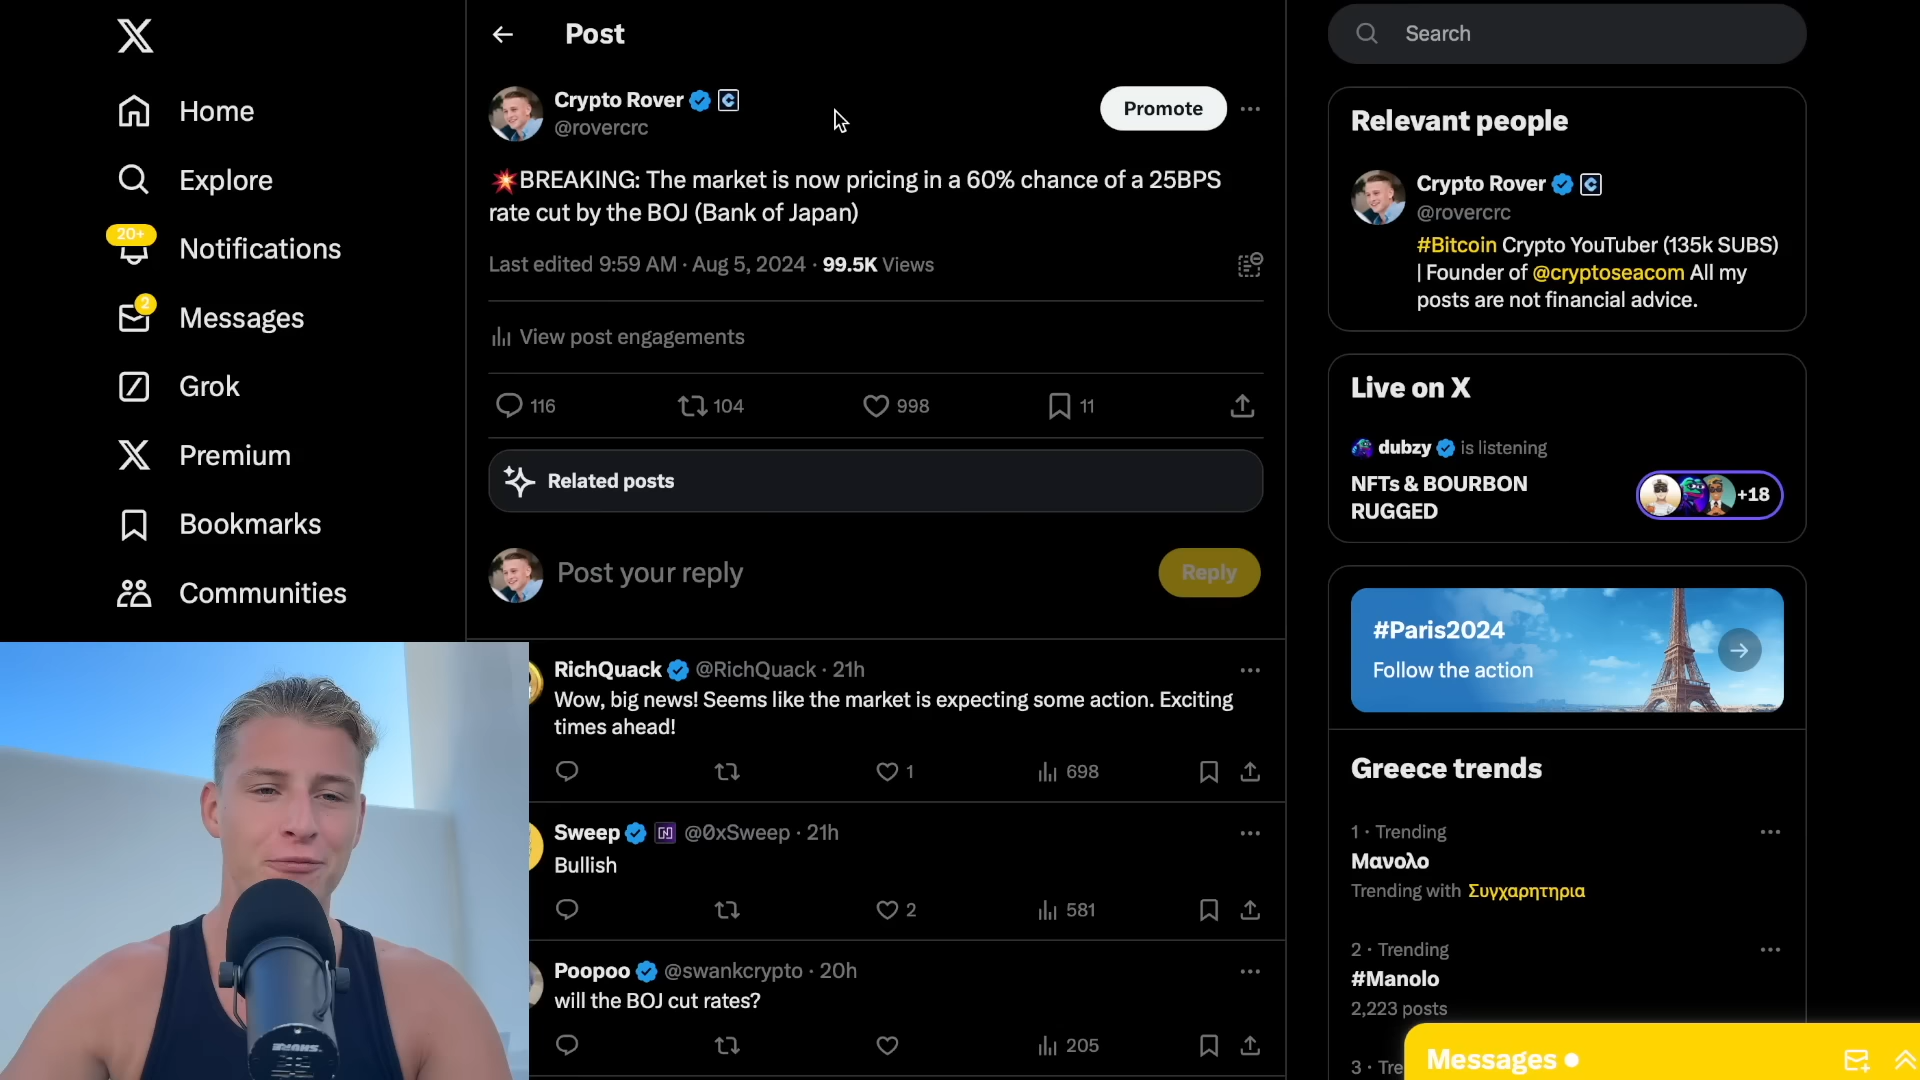 Home
Explore
20+
Notifications
2
Messages
Grok
Premium
Bookmarks
Communities
Post
Crypto Rover
@rovercrc
Promote
💥BREAKING: The market is now pricing in a 60% chance of a 25BPS
rate cut by the BOJ (Bank of Japan)
Last edited 9:59 AM · Aug 5, 2024 · 99.5K Views
View post engagements
116
104
998
11
Related posts
Post your reply
Reply
RichQuack @RichQuack · 21h
Wow, big news! Seems like the market is expecting some action. Exciting
times ahead!
1
698
Sweep @0xSweep · 21h
Bullish
2
581
Poopoo @swankcrypto · 20h
will the BOJ cut rates?
205
Search
Relevant people
Crypto Rover
@rovercrc
#Bitcoin Crypto YouTuber (135k SUBS)
| Founder of @cryptoseacom All my
posts are not financial advice.
Live on X
dubzy is listening
NFTs & BOURBON
RUGGED
+18
#Paris2024
Follow the action
Greece trends
1 · Trending
Μανολο
Trending with Συγχαρητηρια
2 · Trending
#Manolo
2,223 posts
3 · Tre
Messages